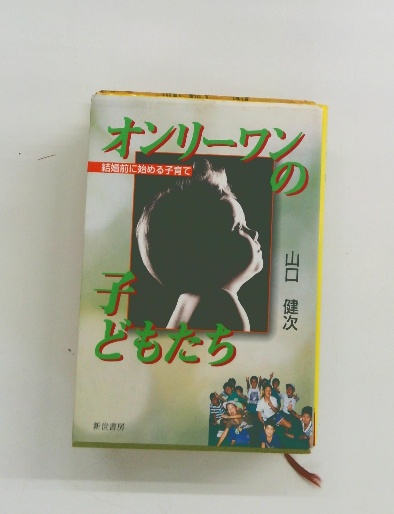 オンリーワンの
結婚前に始める子育て
子どもたち
山口 健次
新世書房